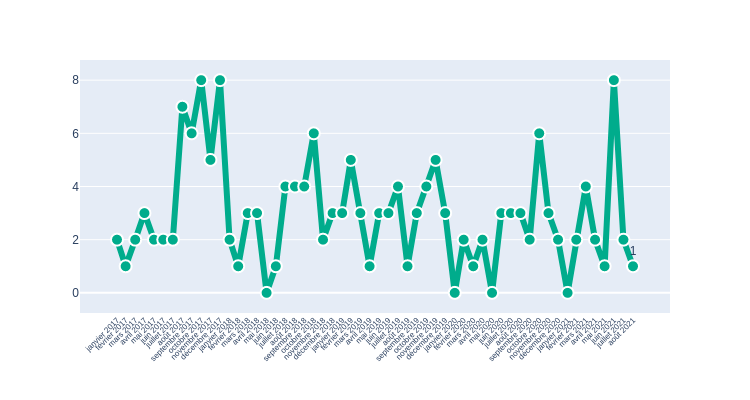 8
6
4
2
0
1
janvier 2017
février 2017
mars 2017
avril 2017
mai 2017
juin 2017
juillet 2017
août 2017
septembre 2017
octobre 2017
novembre 2017
décembre 2017
janvier 2018
février 2018
mars 2018
avril 2018
mai 2018
juin 2018
juillet 2018
août 2018
septembre 2018
octobre 2018
novembre 2018
décembre 2018
janvier 2019
février 2019
mars 2019
avril 2019
mai 2019
juin 2019
juillet 2019
août 2019
septembre 2019
octobre 2019
novembre 2019
décembre 2019
janvier 2020
février 2020
mars 2020
avril 2020
mai 2020
juin 2020
juillet 2020
août 2020
septembre 2020
octobre 2020
novembre 2020
décembre 2020
janvier 2021
février 2021
mars 2021
avril 2021
mai 2021
juin 2021
juillet 2021
août 2021